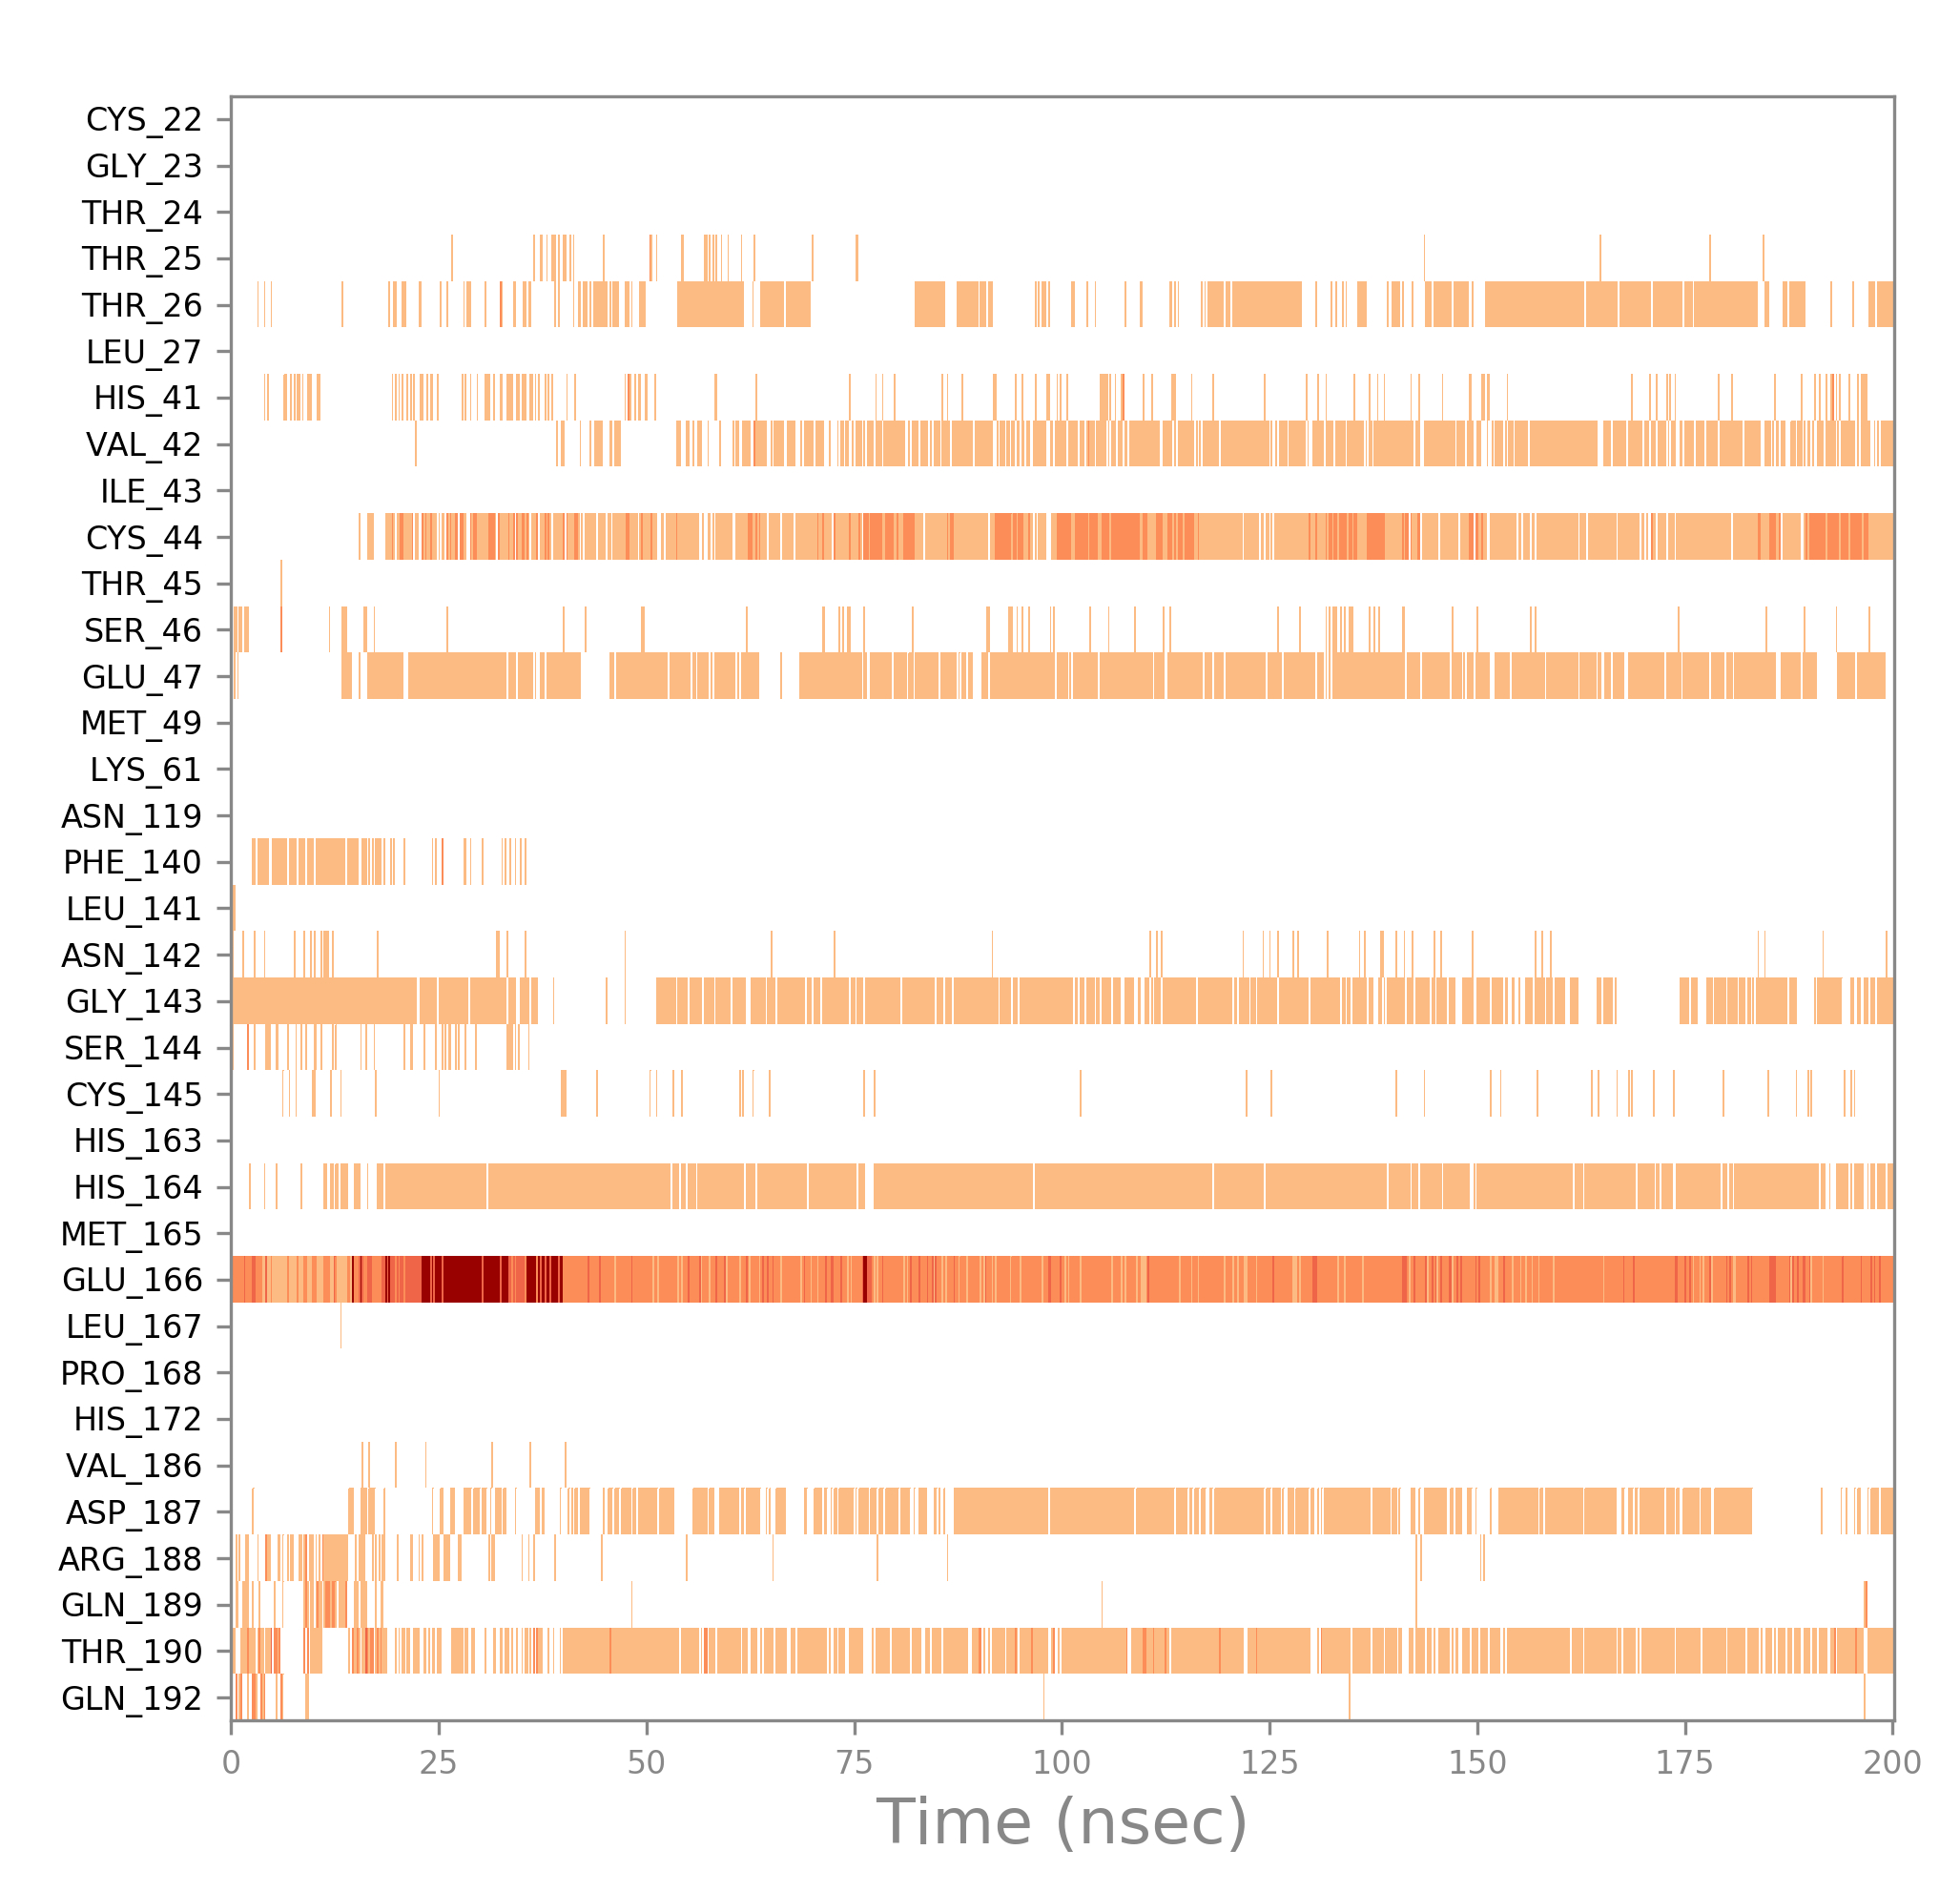 CYS_22
GLY_23
THR_24
THR_25
THR_26
LEU_27
HIS_41
VAL_42
ILE_43
CYS_44
THR_45
SER_46
GLU_47
MET_49
LYS_61
ASN_119
PHE_140
LEU_141
ASN_142
GLY_143
SER_144
CYS_145
HIS_163
HIS_164
MET_165
GLU_166
LEU_167
PRO_168
HIS_172
VAL_186
ASP_187
ARG_188
GLN_189
THR_190
GLN_192
0 25 50 75 100 125 150 175 200
Time (nsec)